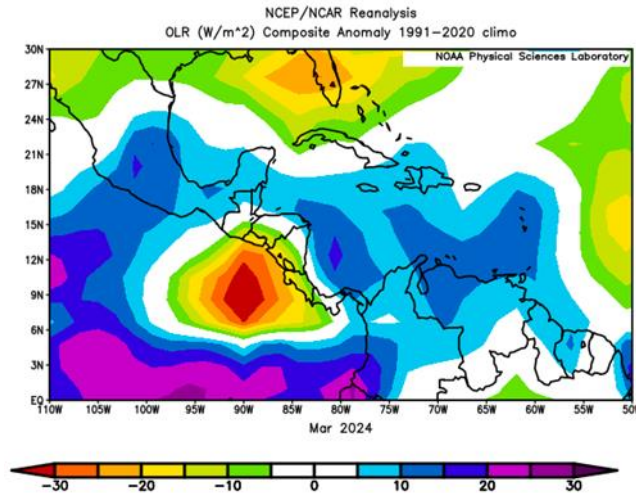 NCEP/NCAR Reanalysis
OLR (W/m^2) Composite Anomaly 1991-2020 climo
NOAA Physical Sciences Laboratory
30N
27N
24N
21N
18N
15N
12N
9N
6N
3N
EQ
110W 105W 100W 95W 90W 85W 80W 75W 70W 65W 60W 55W 50W
Mar 2024
-30 -20 -10 0 10 20 30